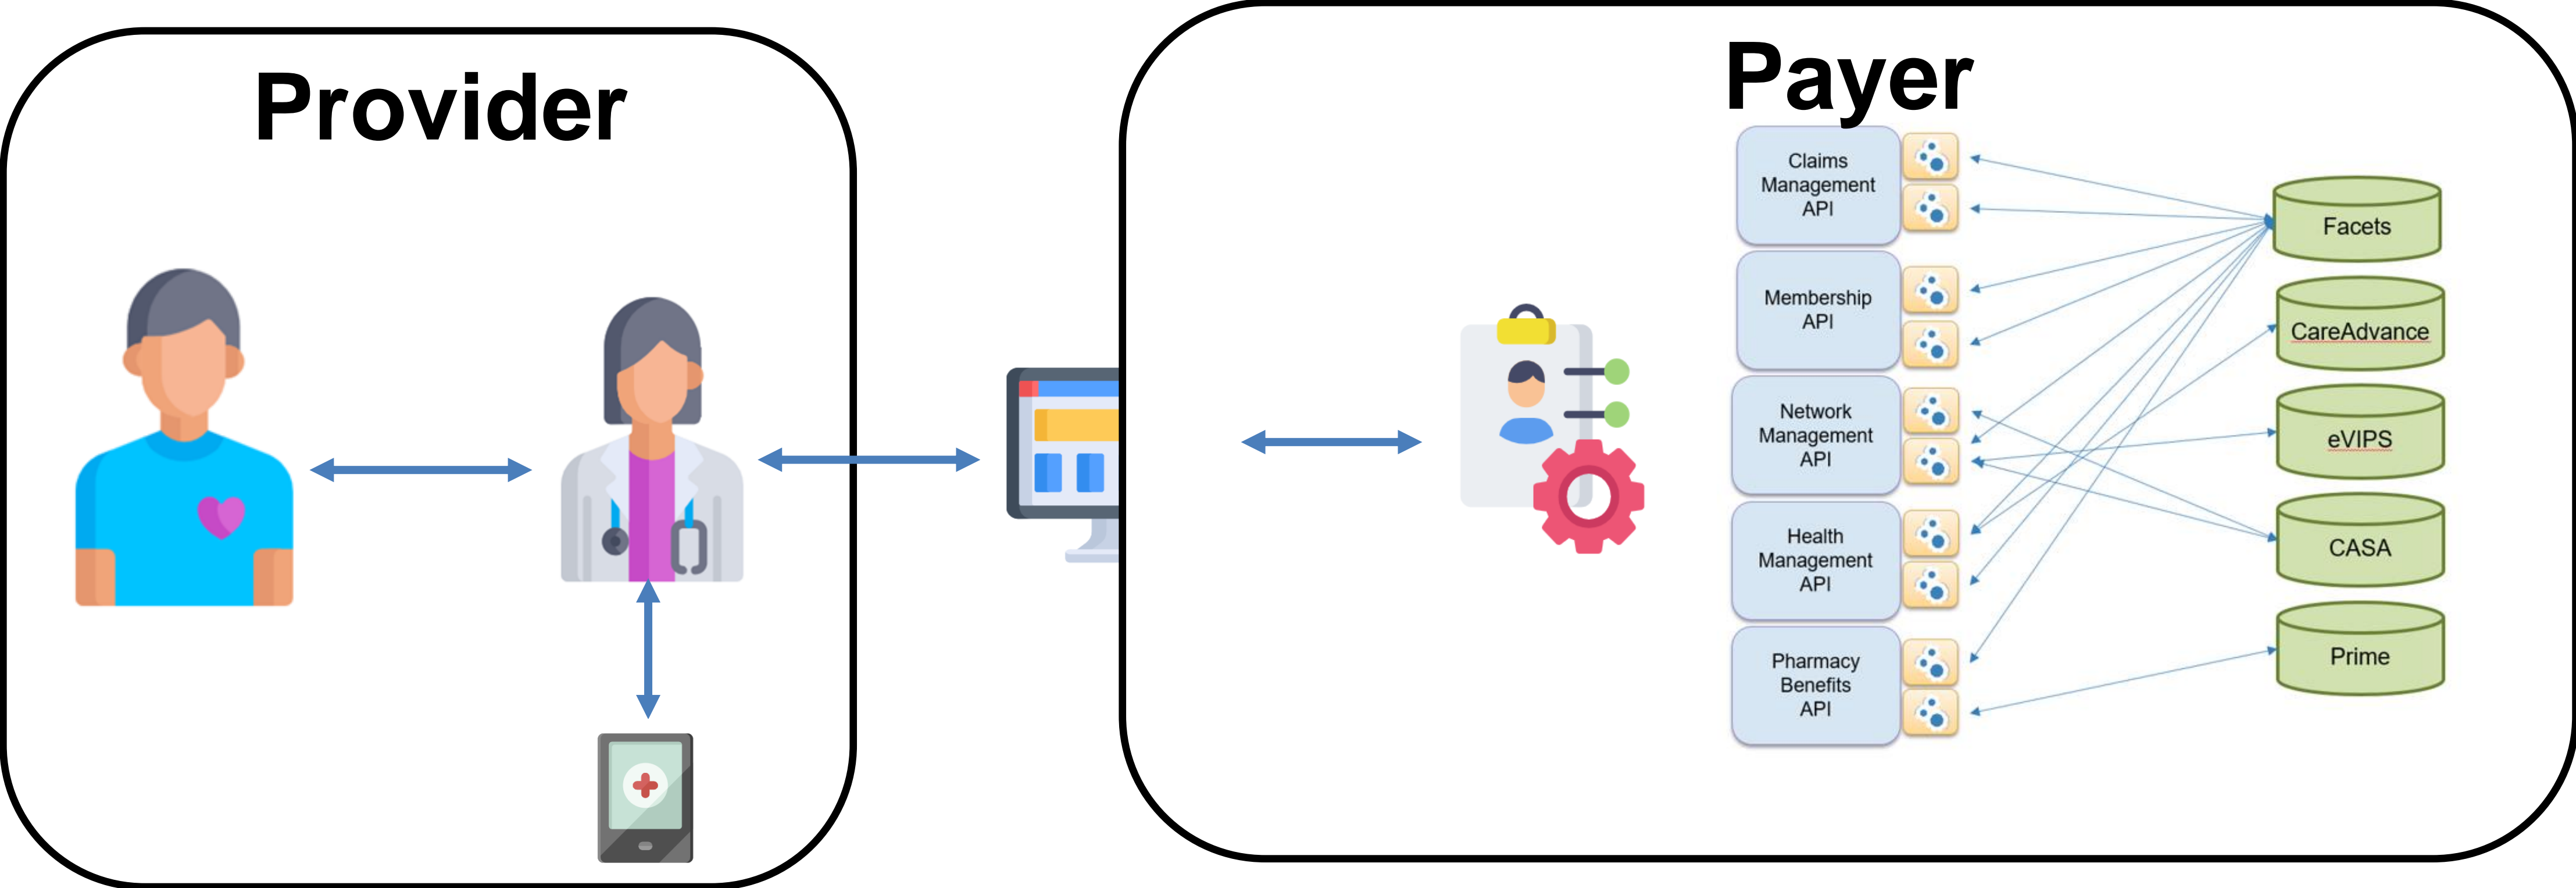 Provider
Payer
Claims
Management
API
Membership
API
Network
Management
API
Health
Management
API
Pharmacy
Benefits
API
Facets
CareAdvance
eVIPS
CASA
Prime